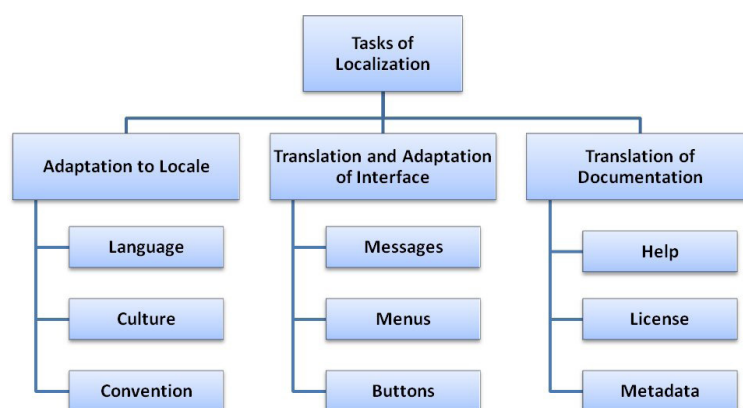 Tasks of
Localization
Adaptation to Locale
Translation and Adaptation
of Interface
Translation of
Documentation
Language
Culture
Convention
Messages
Menus
Buttons
Help
License
Metadata